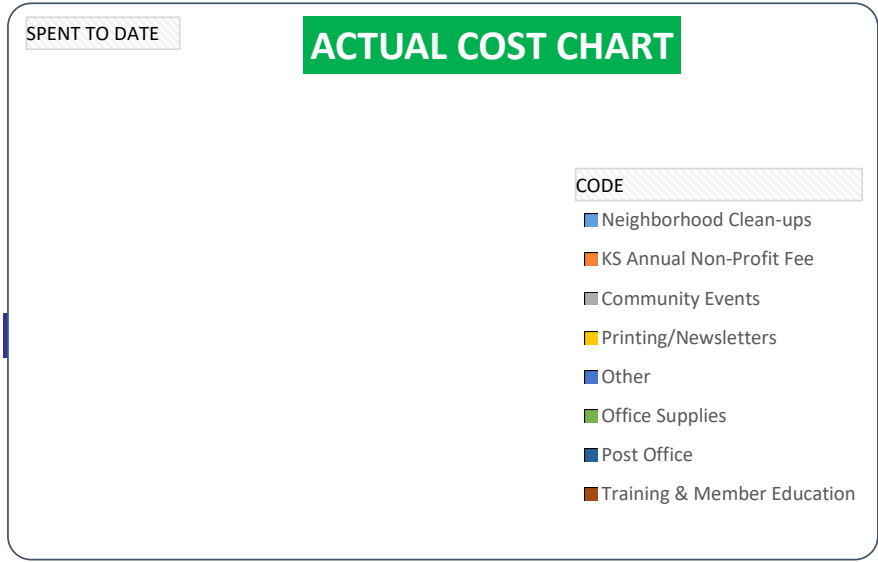 SPENT TO DATE
ACTUAL COST CHART
CODE
Neighborhood Clean-ups
KS Annual Non-Profit Fee
Community Events
Printing/Newsletters
Other
Office Supplies
Post Office
Training & Member Education